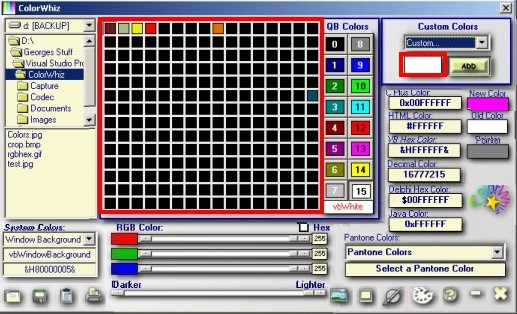 ColorWhiz
d: [BACKUP]
D:\
Georges Stuff
Visual Studio Pro
ColorWhiz
Capture
Codec
Documents
Images
Colors.jpg
crop.bmp
rgbhex.gif
test.jpg
QB Colors
0 8
1 9
2 10
3 11
4 12
5 13
6 14
7 15
vbWhite
Custom Colors
Custom...
ADD
C Plus Color:
0x00FFFFFF
HTML Color:
#FFFFFF
VB Hex Color:
&HFFFFFF&
Decimal Color:
16777215
Delphi Hex Color:
$00FFFFFF
Java Color:
0xFFFFFF
New Color
Old Color
Pointer
System Colors:
Window Background
vbWindowBackground
&H80000005&
RGB Color:
Hex
255
255
255
Darker
Lighter
Pantone Colors:
Pantone Colors
Select a Pantone Color